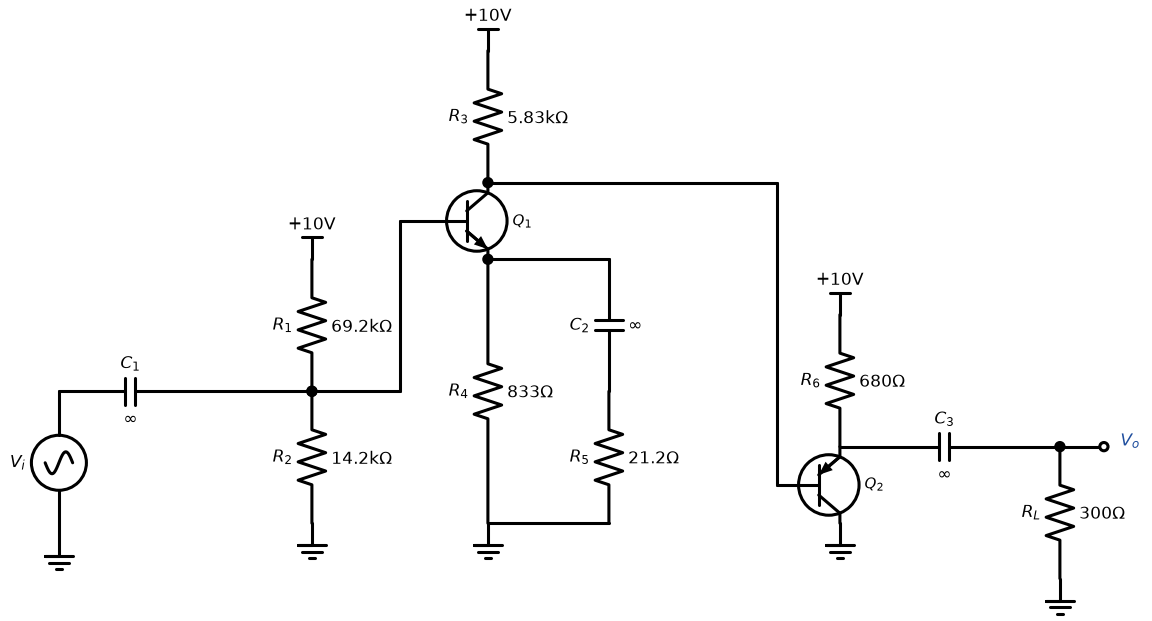 +10V
R3
5.83kΩ
Q1
+10V
R1
69.2kΩ
+10V
C2
∞
C1
∞
R4
833Ω
R6
680Ω
C3
∞
Vo
Vi
R2
14.2kΩ
R5
21.2Ω
Q2
RL
300Ω